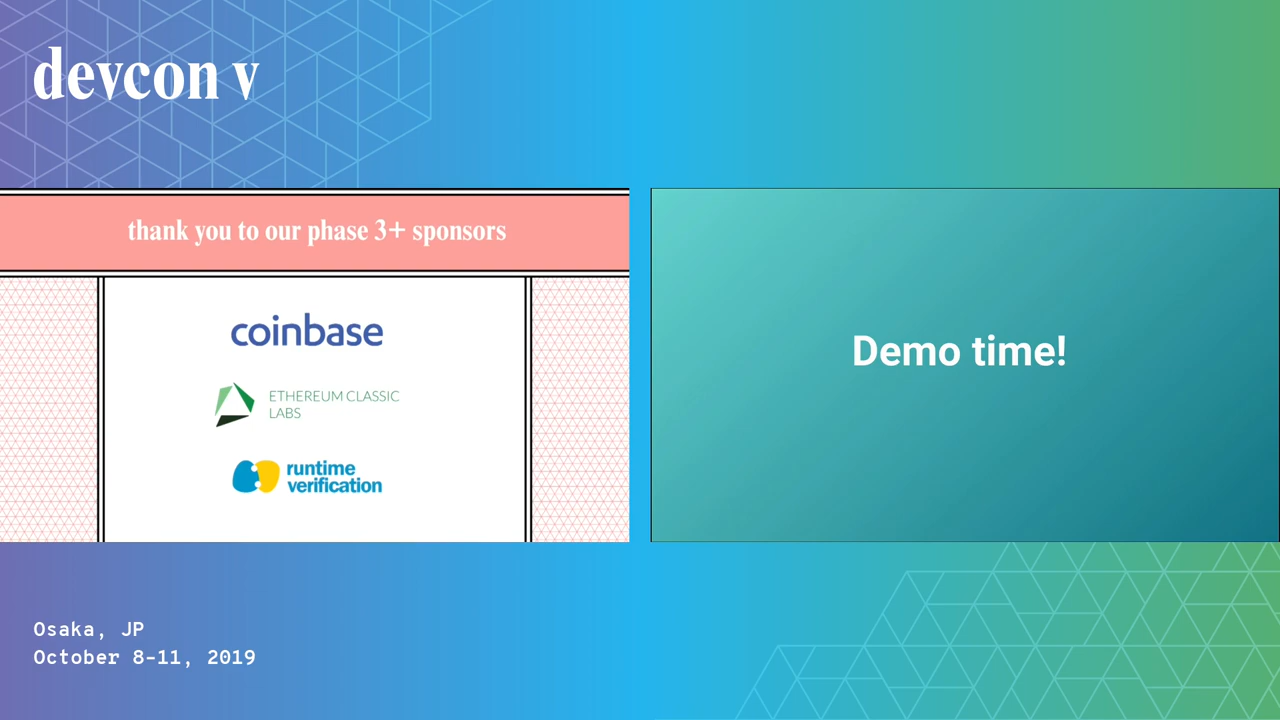 devcon v
thank you to our phase 3+ sponsors
coinbase
ETHEREUM CLASSIC
LABS
runtime
verification
Demo time!
Osaka, JP
October 8-11, 2019